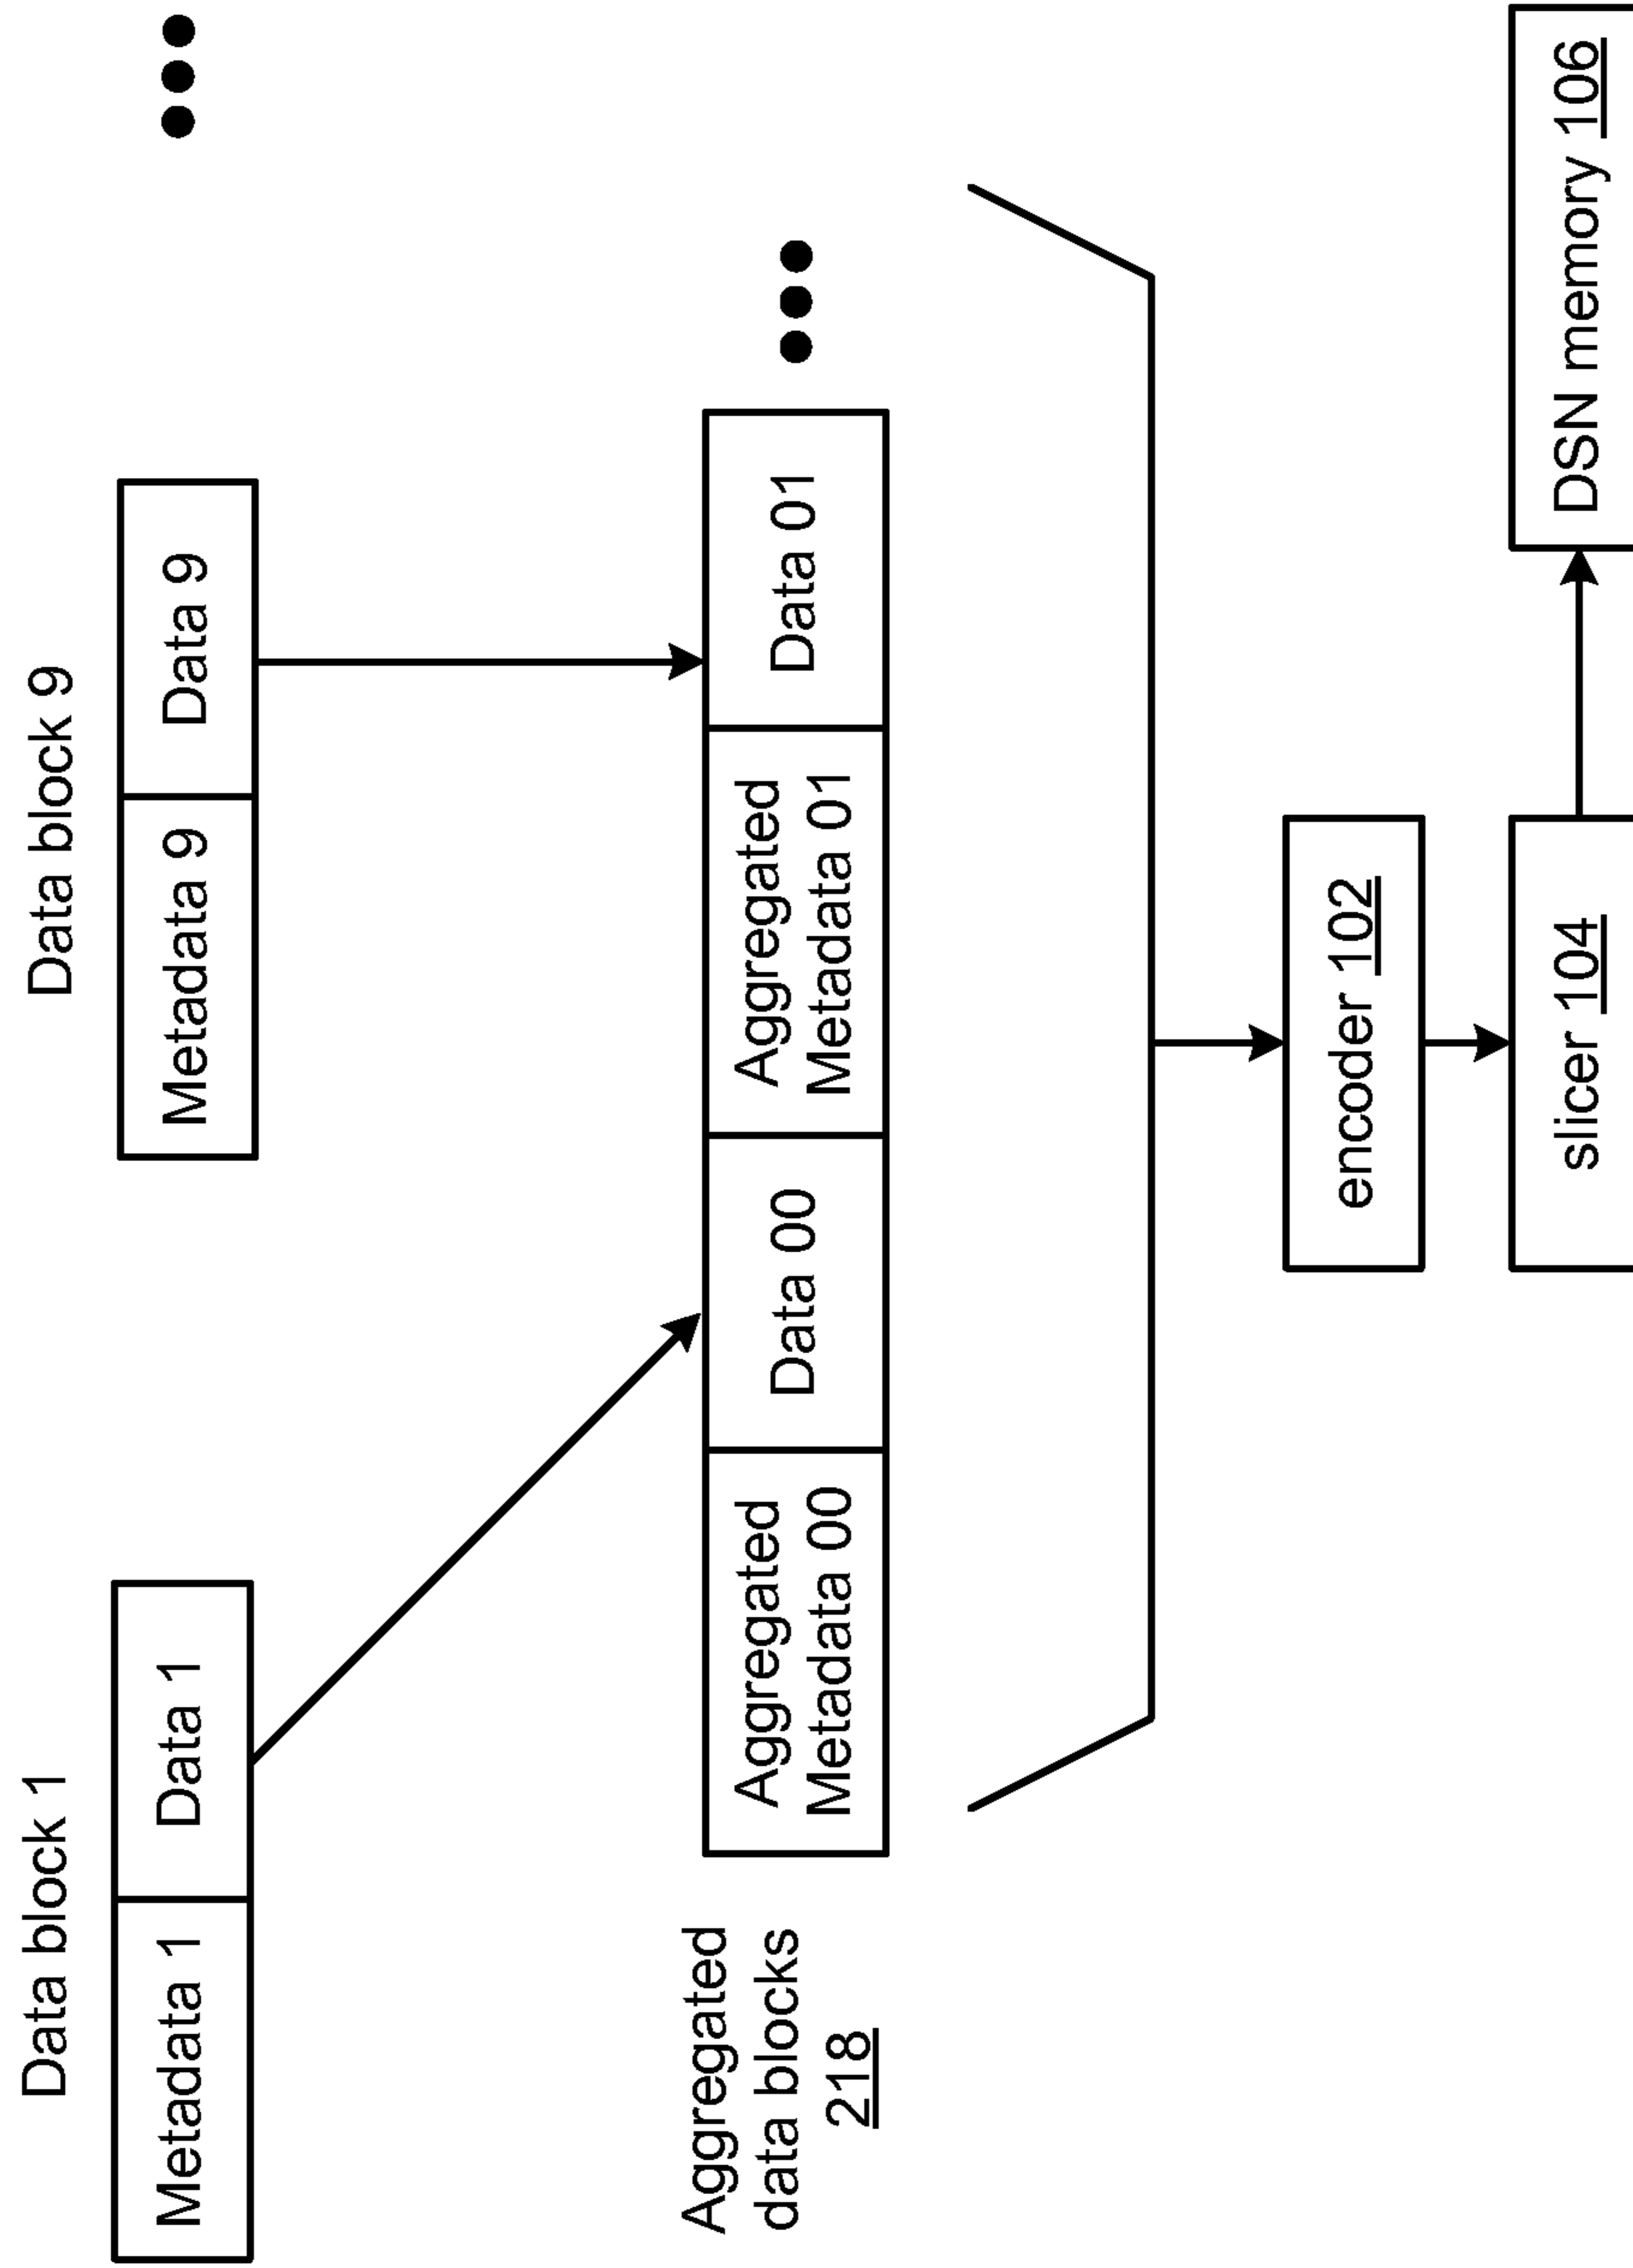 Data block 1
Data block 9
Metadata 1
Data 1
Metadata 9
Data 9
Aggregated
data blocks
218
Aggregated
Metadata 00
Data 00
Aggregated
Metadata 01
Data 01
encoder 102
slicer 104
DSN memory 106